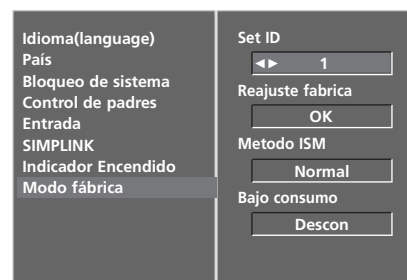 Idioma(language)
País
Bloqueo de sistema
Control de padres
Entrada
SIMPLINK
Indicador Encendido
Modo fábrica
Set ID
◄► 1
Reajuste fabrica
OK
Metodo ISM
Normal
Bajo consumo
Descon